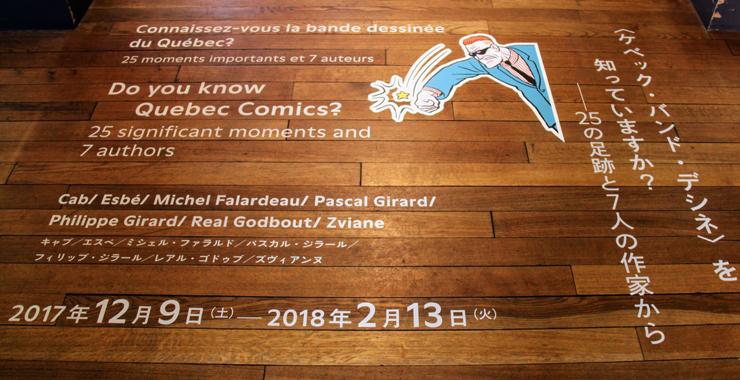 Connaissez-vous la bande dessinée
du Québec?
25 moments importants et 7 auteurs
Do you know
Quebec Comics?
25 significant moments and
7 authors
Cab/ Esbé/ Michel Falardeau/ Pascal Girard/
Philippe Girard/ Real Godbout/ Zviane
キャブ／エスベ／ミシェル・ファラルド／パスカル・ジラール／
フィリップ・ジラール／レアル・ゴドゥブ／ズヴィアンヌ
2017年12月9日（土）— 2018年2月13日（火）
〈ケベック・バンド・デシネ〉を
知っていますか？
—25の足跡と7人の作家から